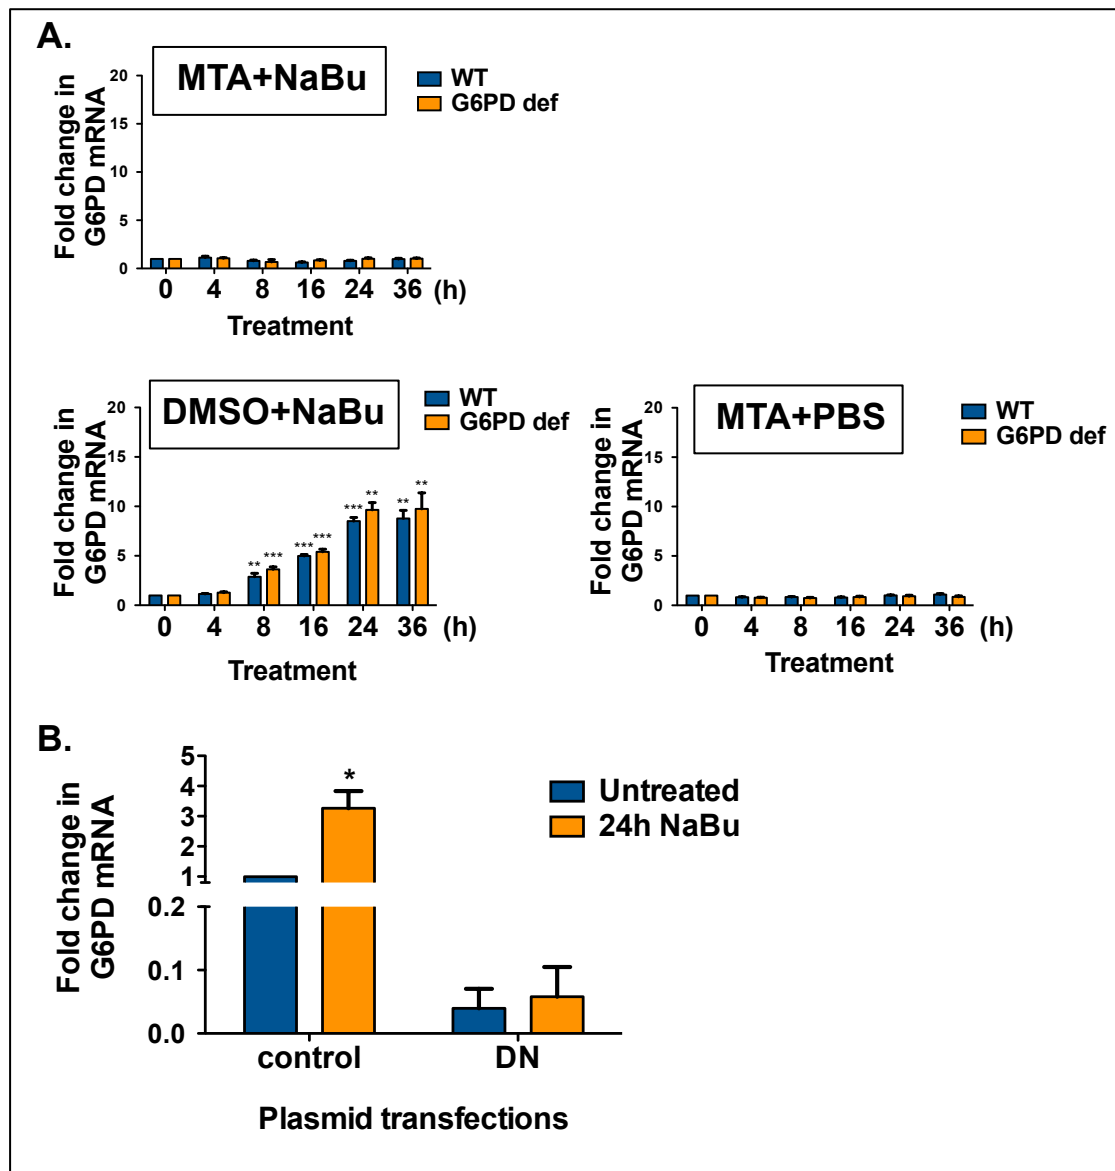 A.
MTA+NaBu
WT
G6PD def
Fold change in
G6PD mRNA
20
15
10
5
0
0 4 8 16 24 36 (h)
Treatment
DMSO+NaBu
WT
G6PD def
Fold change in
G6PD mRNA
20
15
10
5
0
** *** *** *** *** ** ** **
0 4 8 16 24 36 (h)
Treatment
MTA+PBS
WT
G6PD def
Fold change in
G6PD mRNA
20
15
10
5
0
0 4 8 16 24 36 (h)
Treatment
B.
Fold change in
G6PD mRNA
5
4
3
2
1
0.2
0.1
0.0
*
Untreated
24h NaBu
control DN
Plasmid transfections